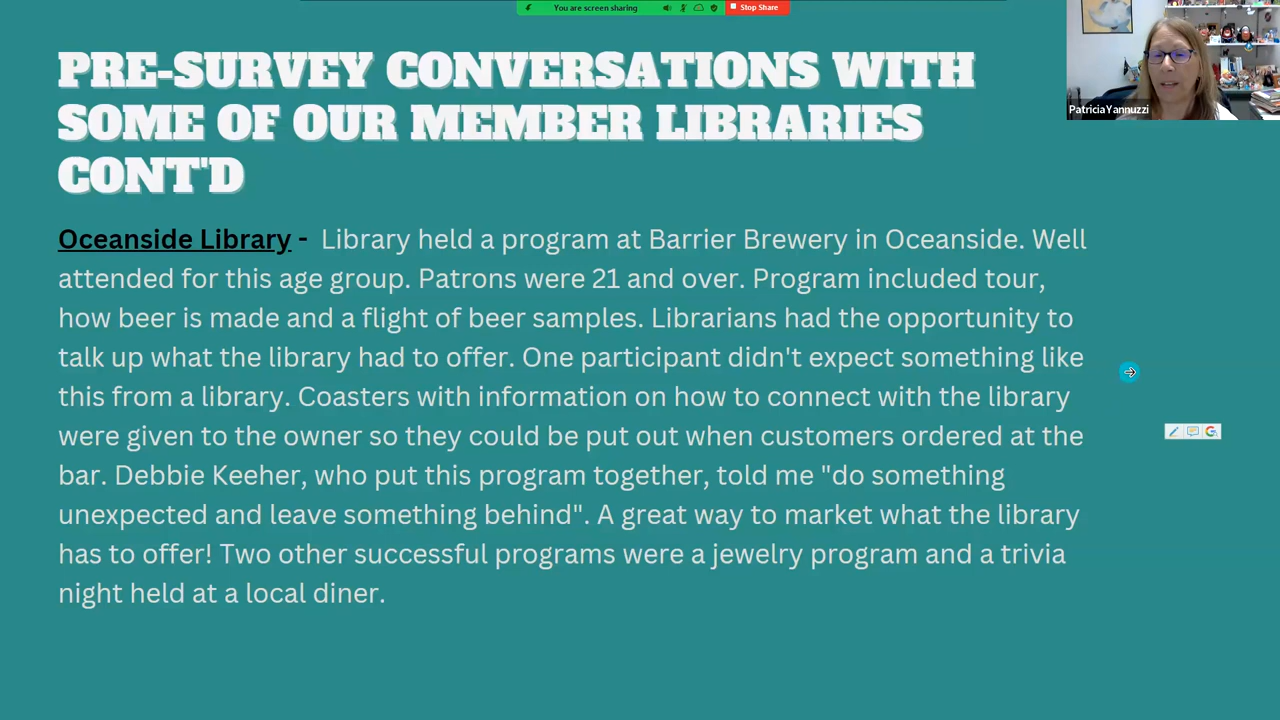 You are screen sharing
Stop Share
PRE-SURVEY CONVERSATIONS WITH
SOME OF OUR MEMBER LIBRARIES
CONT'D
Patricia Yannuzzi
Oceanside Library - Library held a program at Barrier Brewery in Oceanside. Well
attended for this age group. Patrons were 21 and over. Program included tour,
how beer is made and a flight of beer samples. Librarians had the opportunity to
talk up what the library had to offer. One participant didn't expect something like
this from a library. Coasters with information on how to connect with the library
were given to the owner so they could be put out when customers ordered at the
bar. Debbie Keeher, who put this program together, told me "do something
unexpected and leave something behind". A great way to market what the library
has to offer! Two other successful programs were a jewelry program and a trivia
night held at a local diner.